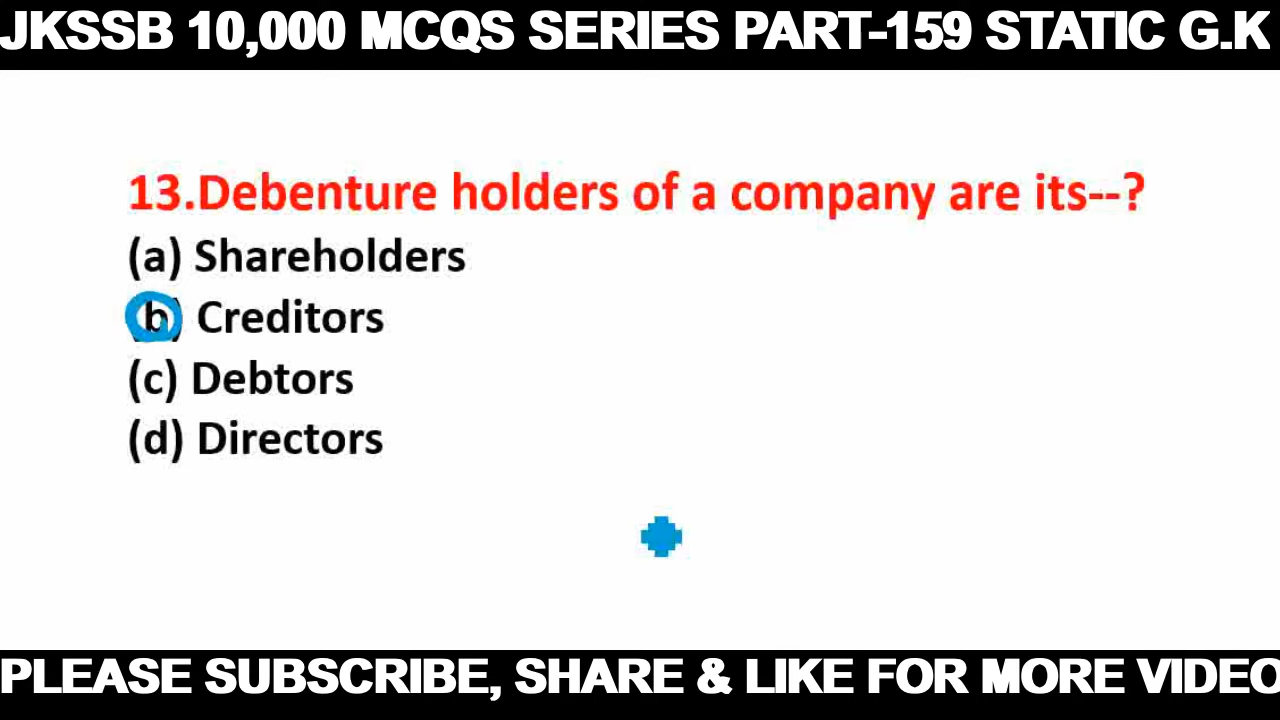 JKSSB 10,000 MCQS SERIES PART-159 STATIC G.K
13.Debenture holders of a company are its--?
(a) Shareholders
(b) Creditors
(c) Debtors
(d) Directors
PLEASE SUBSCRIBE, SHARE & LIKE FOR MORE VIDEO